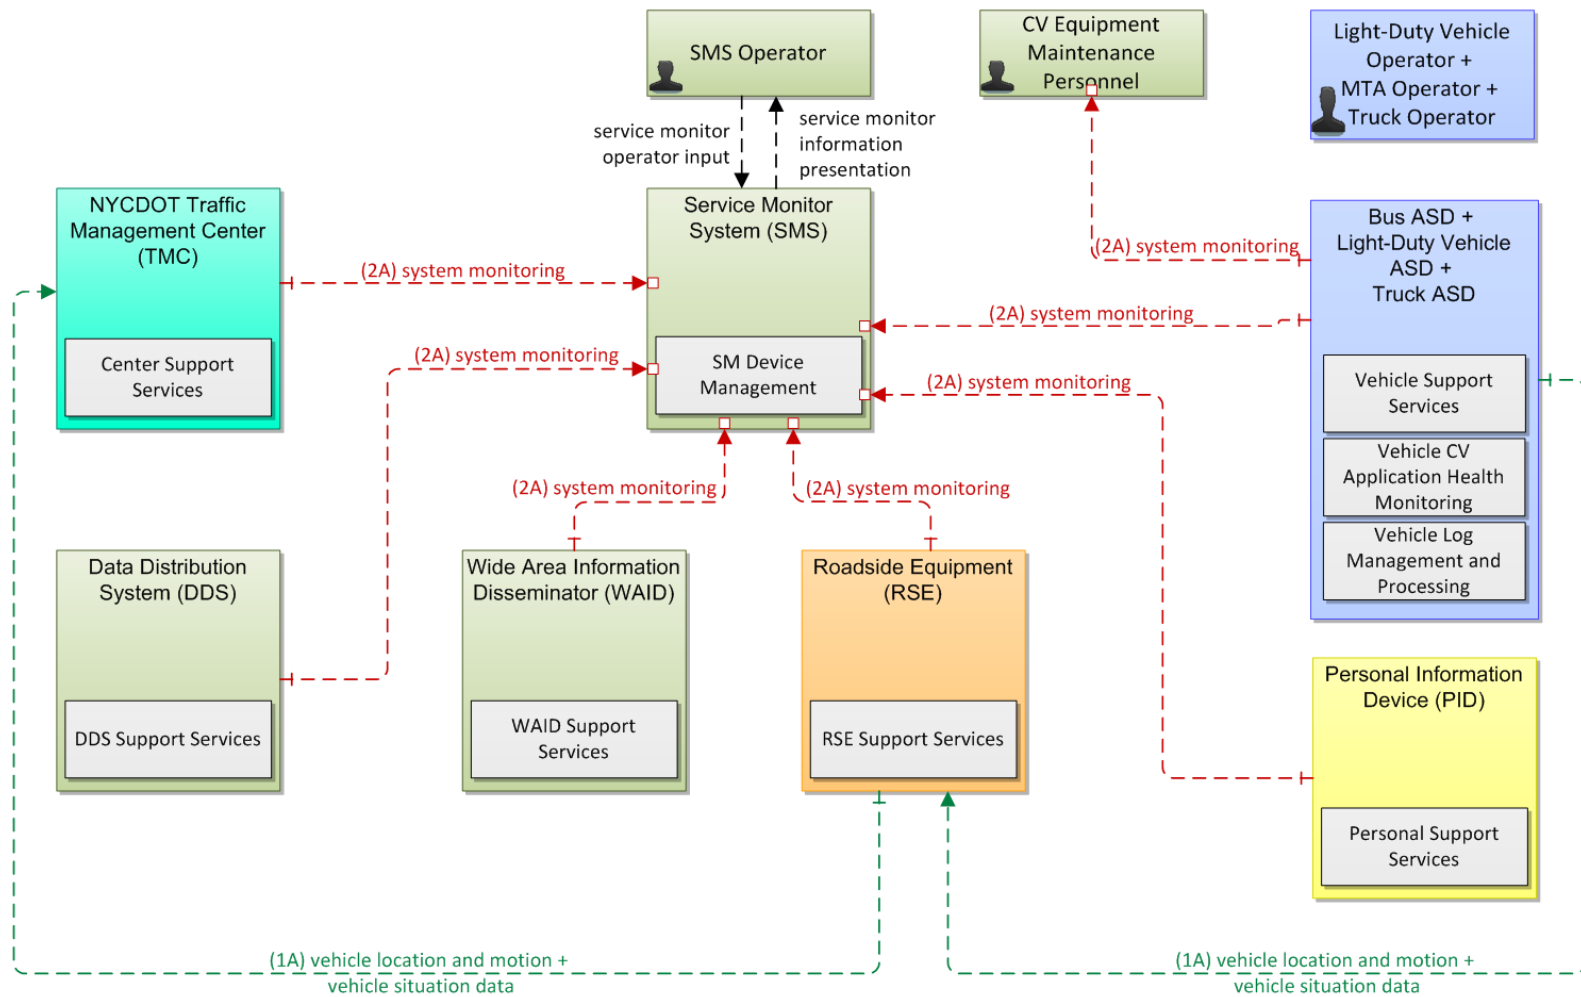 SMS Operator
CV Equipment
Maintenance
Personnel
Light-Duty Vehicle
Operator +
MTA Operator +
Truck Operator
service monitor
operator input
service monitor
information
presentation
NYCDOT Traffic
Management Center
(TMC)
Center Support
Services
(2A) system monitoring
Service Monitor
System (SMS)
SM Device
Management
(2A) system monitoring
(2A) system monitoring
(2A) system monitoring
(2A) system monitoring
Bus ASD +
Light-Duty Vehicle
ASD +
Truck ASD
Vehicle Support
Services
Vehicle CV
Application Health
Monitoring
Vehicle Log
Management and
Processing
(2A) system monitoring
(2A) system monitoring
Data Distribution
System (DDS)
DDS Support Services
Wide Area Information
Disseminator (WAID)
WAID Support
Services
Roadside Equipment
(RSE)
RSE Support Services
Personal Information
Device (PID)
Personal Support
Services
(1A) vehicle location and motion +
vehicle situation data
(1A) vehicle location and motion +
vehicle situation data